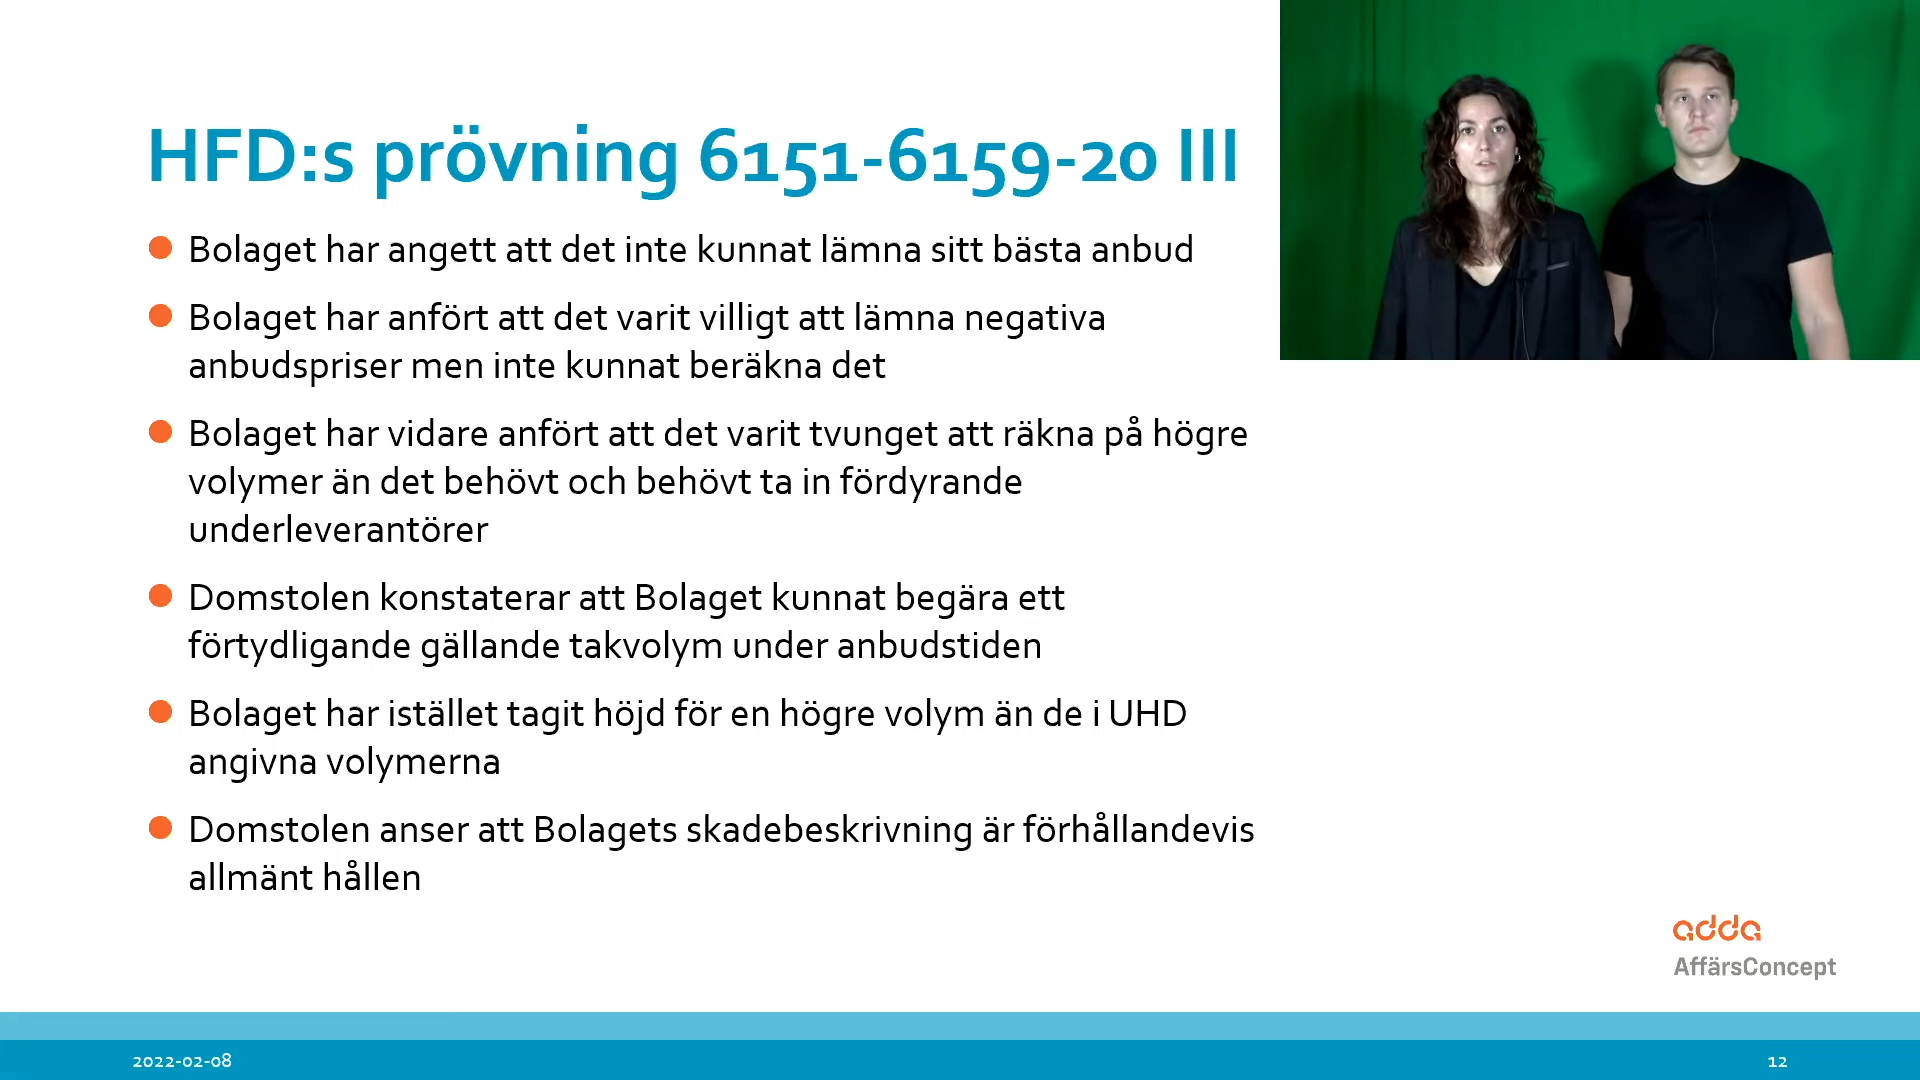 HFD:s prövning 6151-6159-20 III
Bolaget har angett att det inte kunnat lämna sitt bästa anbud
Bolaget har anfört att det varit villigt att lämna negativa
anbudspriser men inte kunnat beräkna det
Bolaget har vidare anfört att det varit tvunget att räkna på högre
volymer än det behövt och behövt ta in fördyrande
underleverantörer
Domstolen konstaterar att Bolaget kunnat begära ett
förtydligande gällande takvolym under anbudstiden
Bolaget har istället tagit höjd för en högre volym än de i UHD
angivna volymerna
Domstolen anser att Bolagets skadebeskrivning är förhållandevis
allmänt hållen
adda
AffärsConcept
2022-02-08
12